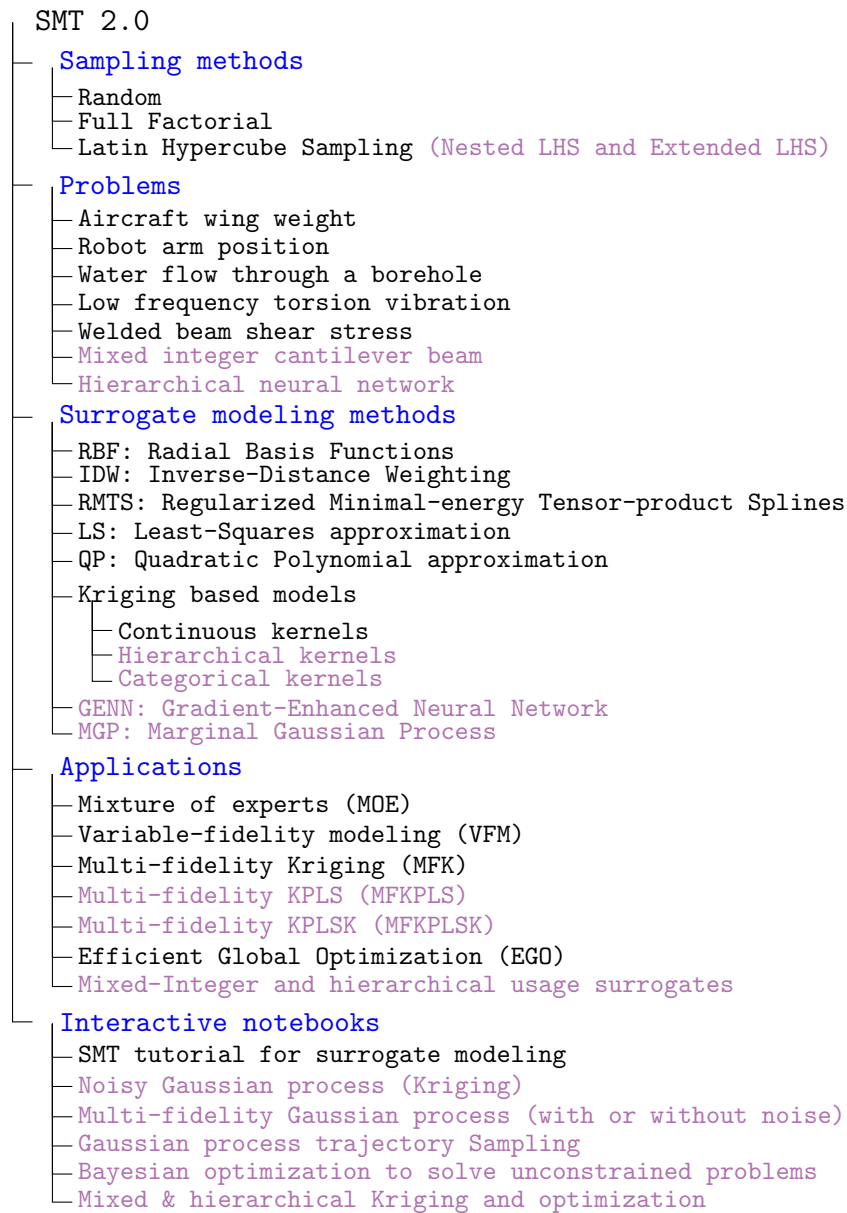 SMT 2.0
Sampling methods
Random
Full Factorial
Latin Hypercube Sampling (Nested LHS and Extended LHS)
Problems
Aircraft wing weight
Robot arm position
Water flow through a borehole
Low frequency torsion vibration
Welded beam shear stress
Mixed integer cantilever beam
Hierarchical neural network
Surrogate modeling methods
RBF: Radial Basis Functions
IDW: Inverse-Distance Weighting
RMTS: Regularized Minimal-energy Tensor-product Splines
LS: Least-Squares approximation
QP: Quadratic Polynomial approximation
Kriging based models
Continuous kernels
Hierarchical kernels
Categorical kernels
GENN: Gradient-Enhanced Neural Network
MGP: Marginal Gaussian Process
Applications
Mixture of experts (MOE)
Variable-fidelity modeling (VFM)
Multi-fidelity Kriging (MFK)
Multi-fidelity KPLS (MFKPLS)
Multi-fidelity KPLSK (MFKPLSK)
Efficient Global Optimization (EGO)
Mixed-Integer and hierarchical usage surrogates
Interactive notebooks
SMT tutorial for surrogate modeling
Noisy Gaussian process (Kriging)
Multi-fidelity Gaussian process (with or without noise)
Gaussian process trajectory Sampling
Bayesian optimization to solve unconstrained problems
Mixed & hierarchical Kriging and optimization